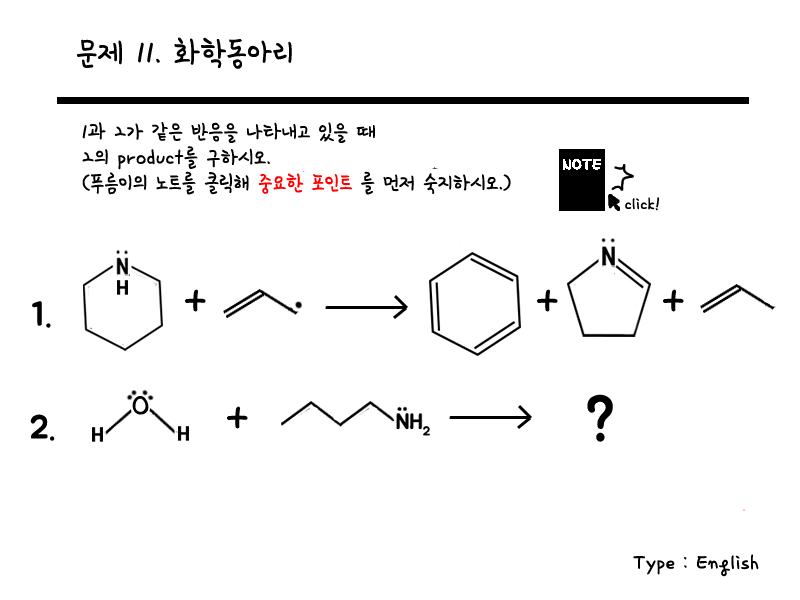 문제 11. 화학동아리
1과 2가 같은 반응을 나타내고 있을 때
2의 product를 구하시오.
(푸름이의 노트를 클릭해 중요한 포인트 를 먼저 숙지하시오.)
NOTE
click!
1.
N
H
+
+
N
+
2.
H
O
H
+
NH2
?
Type : English